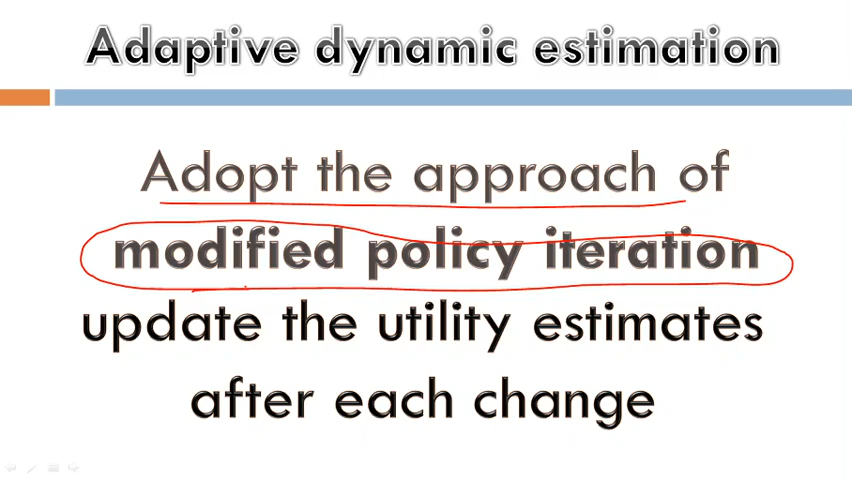 Adaptive dynamic estimation
Adopt the approach of
modified policy iteration
update the utility estimates
after each change